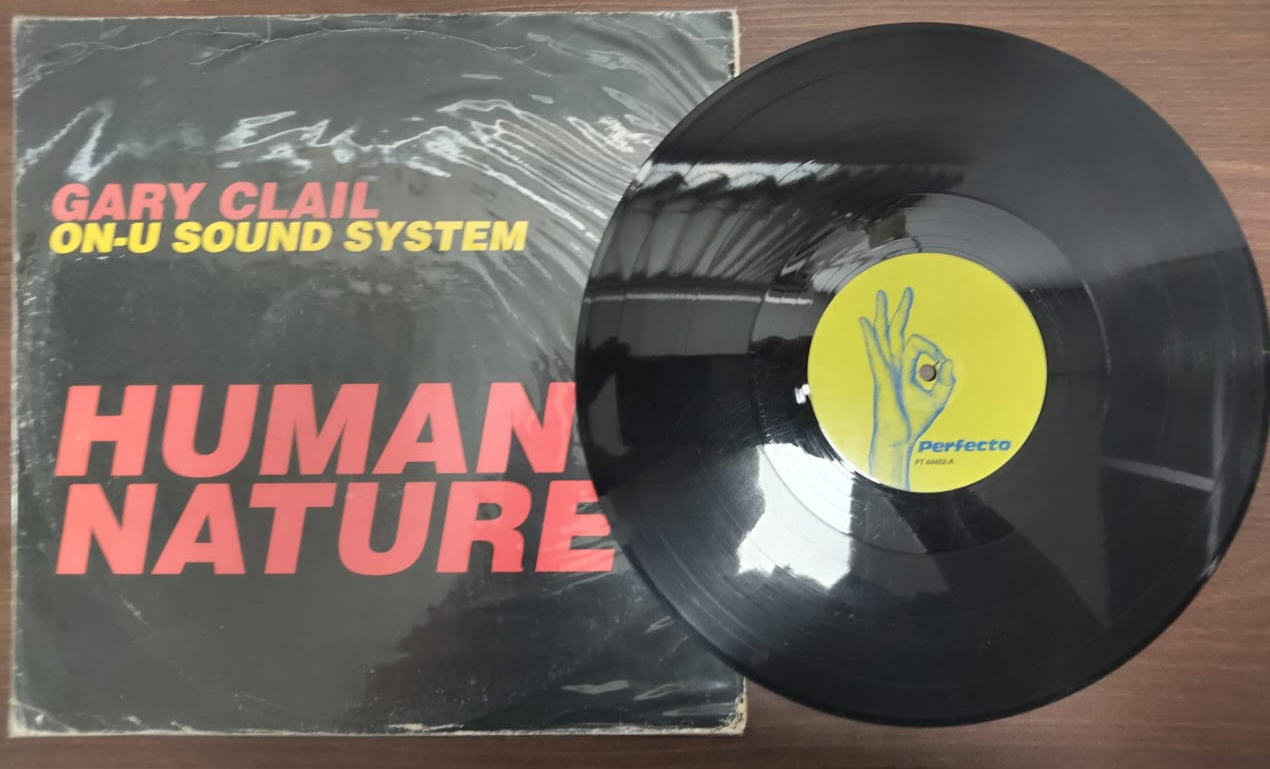 GARY CLAIL
ON-U SOUND SYSTEM
HUMAN
NATURE
Perfecto
PT 44402-A